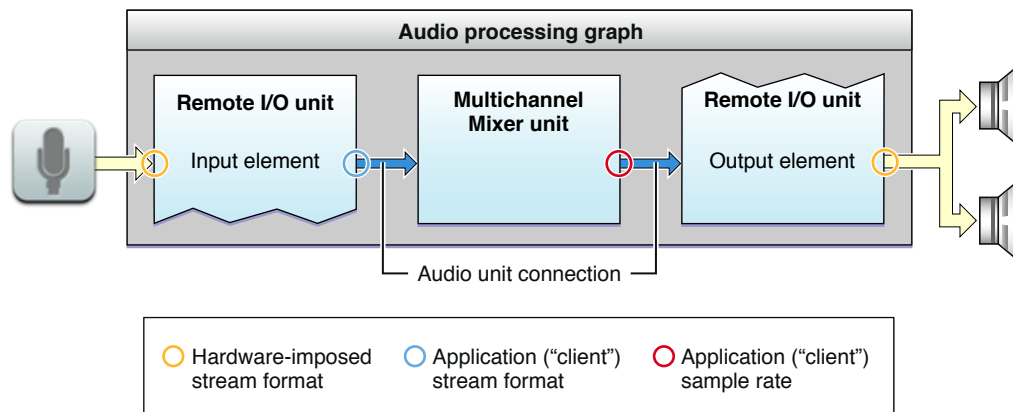 Audio processing graph
Remote I/O unit
Input element
Multichannel
Mixer unit
Remote I/O unit
Output element
Audio unit connection
Hardware-imposed
stream format
Application (“client”)
stream format
Application (“client”)
sample rate